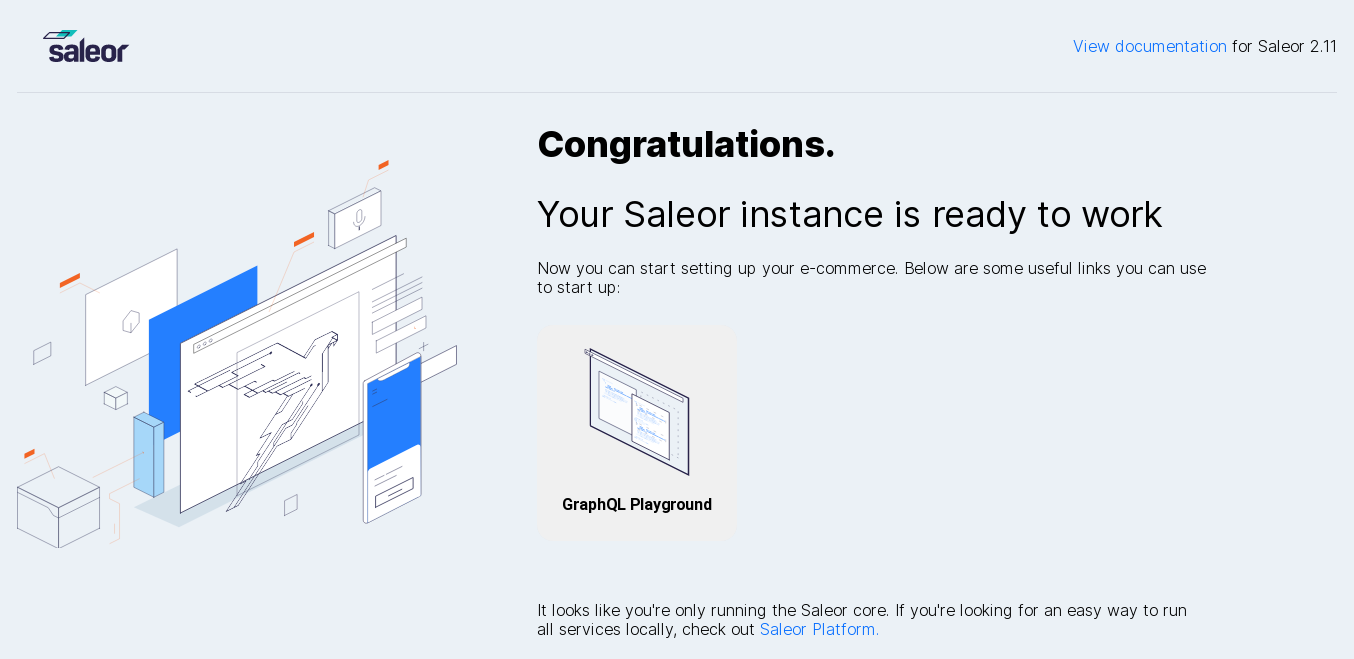 saleor
View documentation for Saleor 2.11
Congratulations.
Your Saleor instance is ready to work
Now you can start setting up your e-commerce. Below are some useful links you can use
to start up:
GraphQL Playground
It looks like you're only running the Saleor core. If you're looking for an easy way to run
all services locally, check out Saleor Platform.